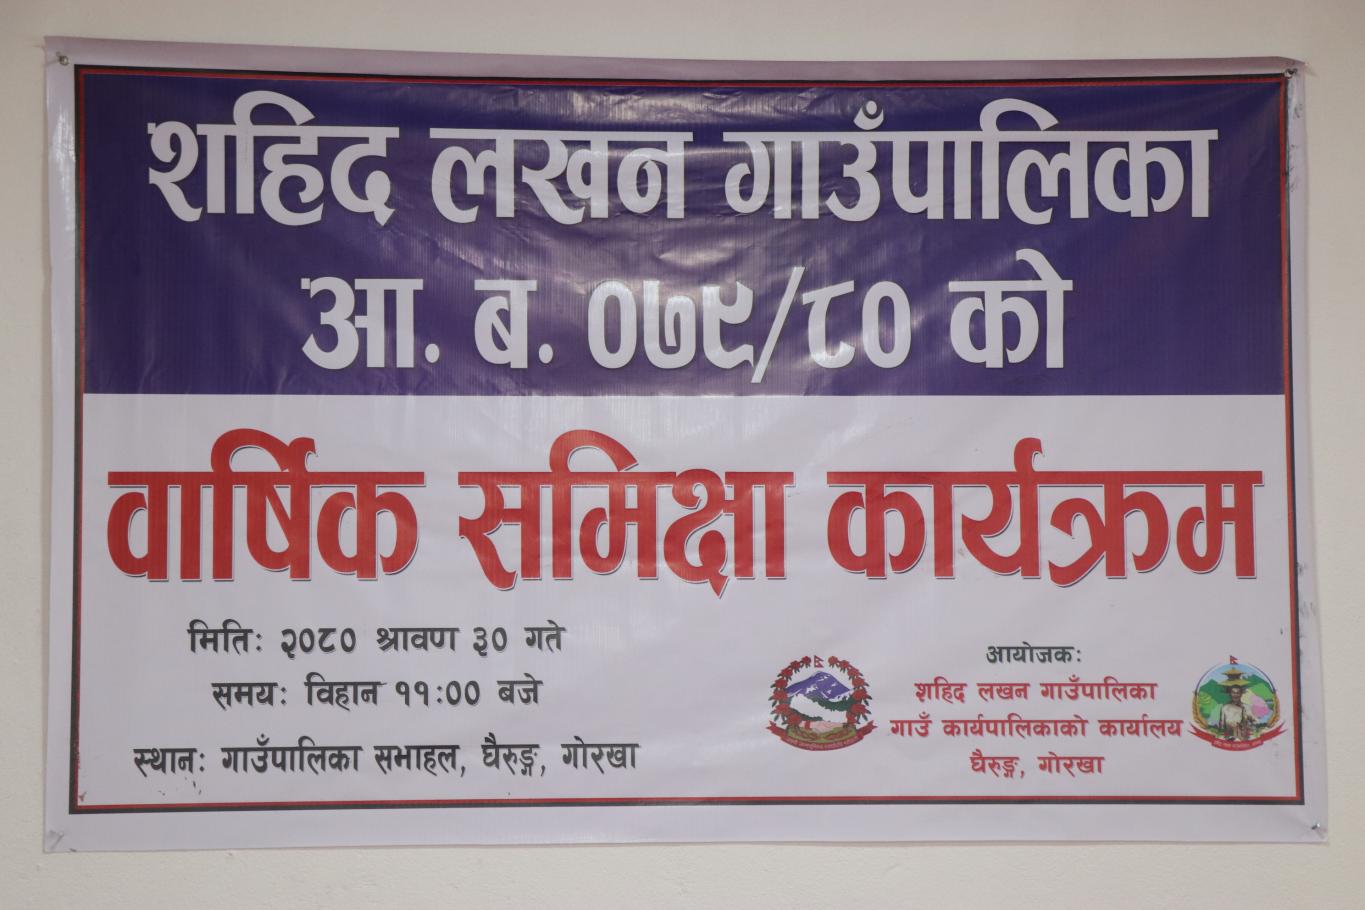 शहिद लखन गाउँपालिका
आ. ब. ०७९/८० को
वार्षिक समिक्षा कार्यक्रम
मितिः २०८० श्रावण ३० गते
समयः विहान ११:०० बजे
स्थानः गाउँपालिका सभाहल, घैरुङ्ग, गोरखा
आयोजकः
शहिद लखन गाउँपालिका
गाउँ कार्यपालिकाको कार्यालय
घैरुङ्ग, गोरखा